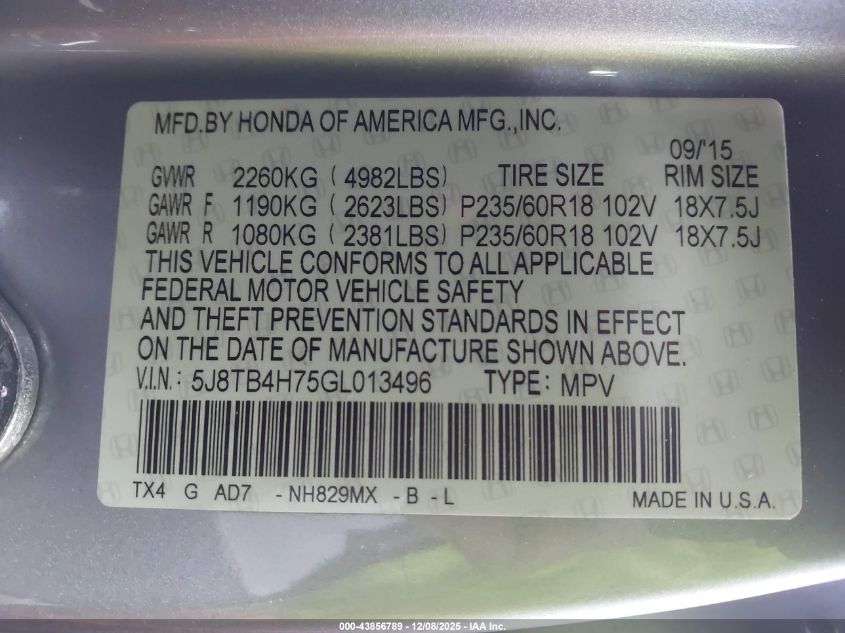 MFD.BY HONDA OF AMERICA MFG.,INC.
09/'15
GVWR 2260KG ( 4982LBS) TIRE SIZE RIM SIZE
GAWR F 1190KG ( 2623LBS) P235/60R18 102V 18X7.5J
GAWR R 1080KG ( 2381LBS) P235/60R18 102V 18X7.5J
THIS VEHICLE CONFORMS TO ALL APPLICABLE
FEDERAL MOTOR VEHICLE SAFETY
AND THEFT PREVENTION STANDARDS IN EFFECT
ON THE DATE OF MANUFACTURE SHOWN ABOVE.
V.I.N.: 5J8TB4H75GL013496 TYPE: MPV
TX4 G AD7 -NH829MX -B -L MADE IN U.S.A.
000-43856789 - 12/08/2025 - IAA Inc.